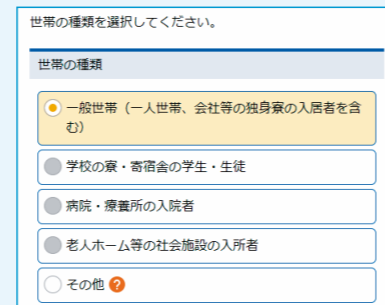 世帯の種類を選択してください。
世帯の種類
一般世帯（一人世帯、会社等の独身寮の入居者を含
む）
学校の寮・寄宿舎の学生・生徒
病院・療養所の入院者
老人ホーム等の社会施設の入所者
その他 ?